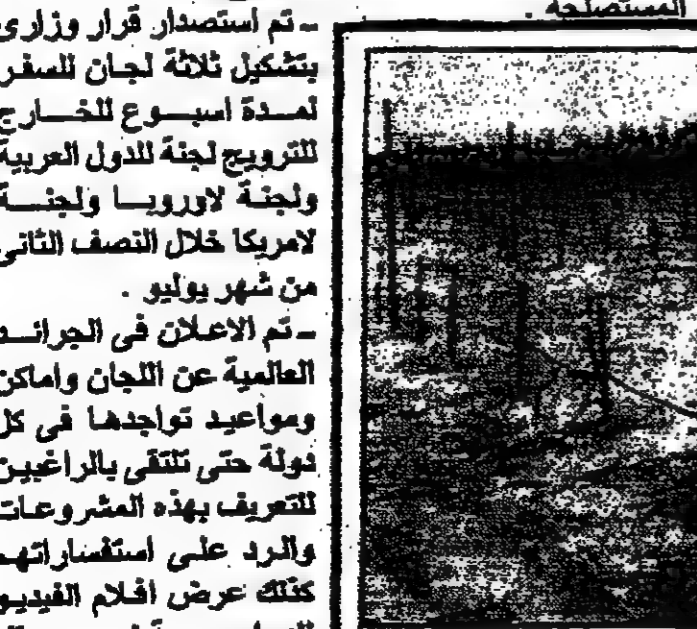 المستصلحة .
ـ تم استصدار قرار وزارى
بتشكيل ثلاثة لجان للسفر
لمدة اسبوع للخارج
للترويج لجنة للدول العربية
ولجنة لاوروبا ولجنة
لامريكا خلال النصف الثانى
من شهر يوليو .
ـ تم الاعلان فى الجرائد
العالمية عن اللجان واماكن
ومواعيد تواجدها فى كل
دولة حتى تلتقى بالراغبين
للتعريف بهذه المشروعات
والرد على استفساراتهم
كذلك عرض افلام الفيديو